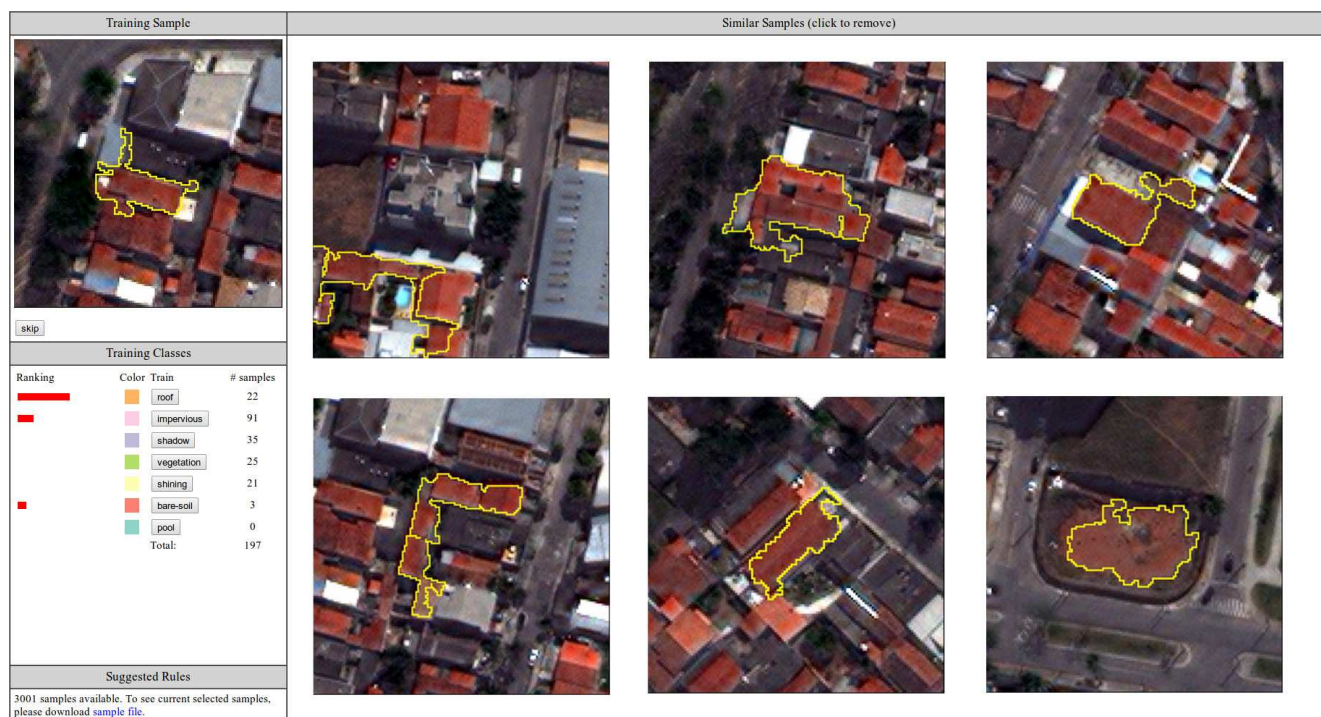 Training Sample
Similar Samples (click to remove)
skip
Training Classes
Ranking Color Train # samples
roof 22
impervious 91
shadow 35
vegetation 25
shining 21
bare-soil 3
pool 0
Total: 197
Suggested Rules
3001 samples available. To see current selected samples,
please download sample file.